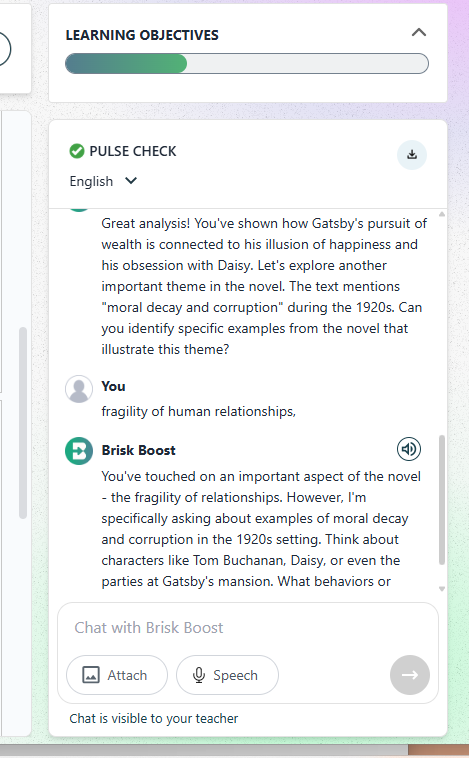 LEARNING OBJECTIVES
PULSE CHECK
English
Great analysis! You've shown how Gatsby's pursuit of
wealth is connected to his illusion of happiness and
his obsession with Daisy. Let's explore another
important theme in the novel. The text mentions
"moral decay and corruption" during the 1920s. Can
you identify specific examples from the novel that
illustrate this theme?
You
fragility of human relationships,
Brisk Boost
You've touched on an important aspect of the novel
- the fragility of relationships. However, I'm
specifically asking about examples of moral decay
and corruption in the 1920s setting. Think about
characters like Tom Buchanan, Daisy, or even the
parties at Gatsby's mansion. What behaviors or
Chat with Brisk Boost
Attach
Speech
Chat is visible to your teacher